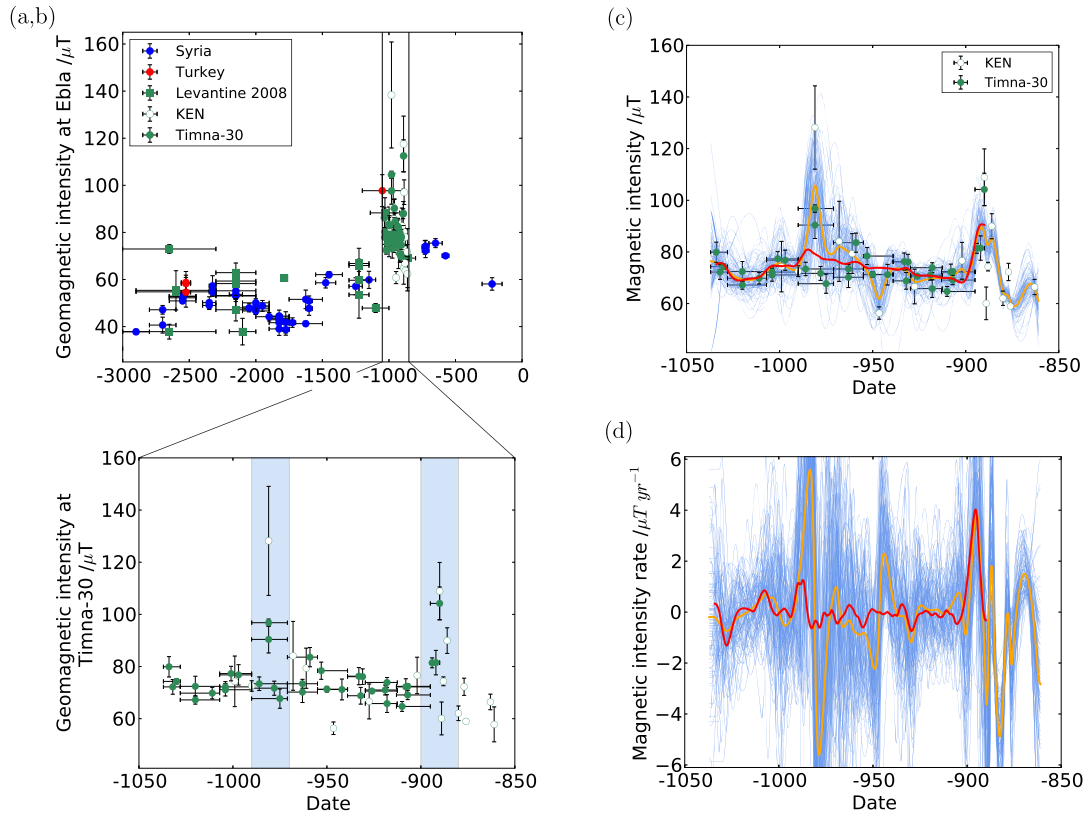 (a,b)
Geomagnetic intensity at Ebla /μT
160
140
120
100
80
60
40
Syria
Turkey
Levantine 2008
KEN
Timna-30
-3000 -2500 -2000 -1500 -1000 -500 0
Geomagnetic intensity at
Timna-30 /μT
160
140
120
100
80
60
-1050 -1000 -950 -900 -850
Date
(c)
Magnetic intensity /μT
160
140
120
100
80
60
KEN
Timna-30
-1050 -1000 -950 -900 -850
Date
(d)
Magnetic intensity rate /μT yr⁻¹
6
4
2
0
−2
−4
−6
-1050 -1000 -950 -900 -850
Date